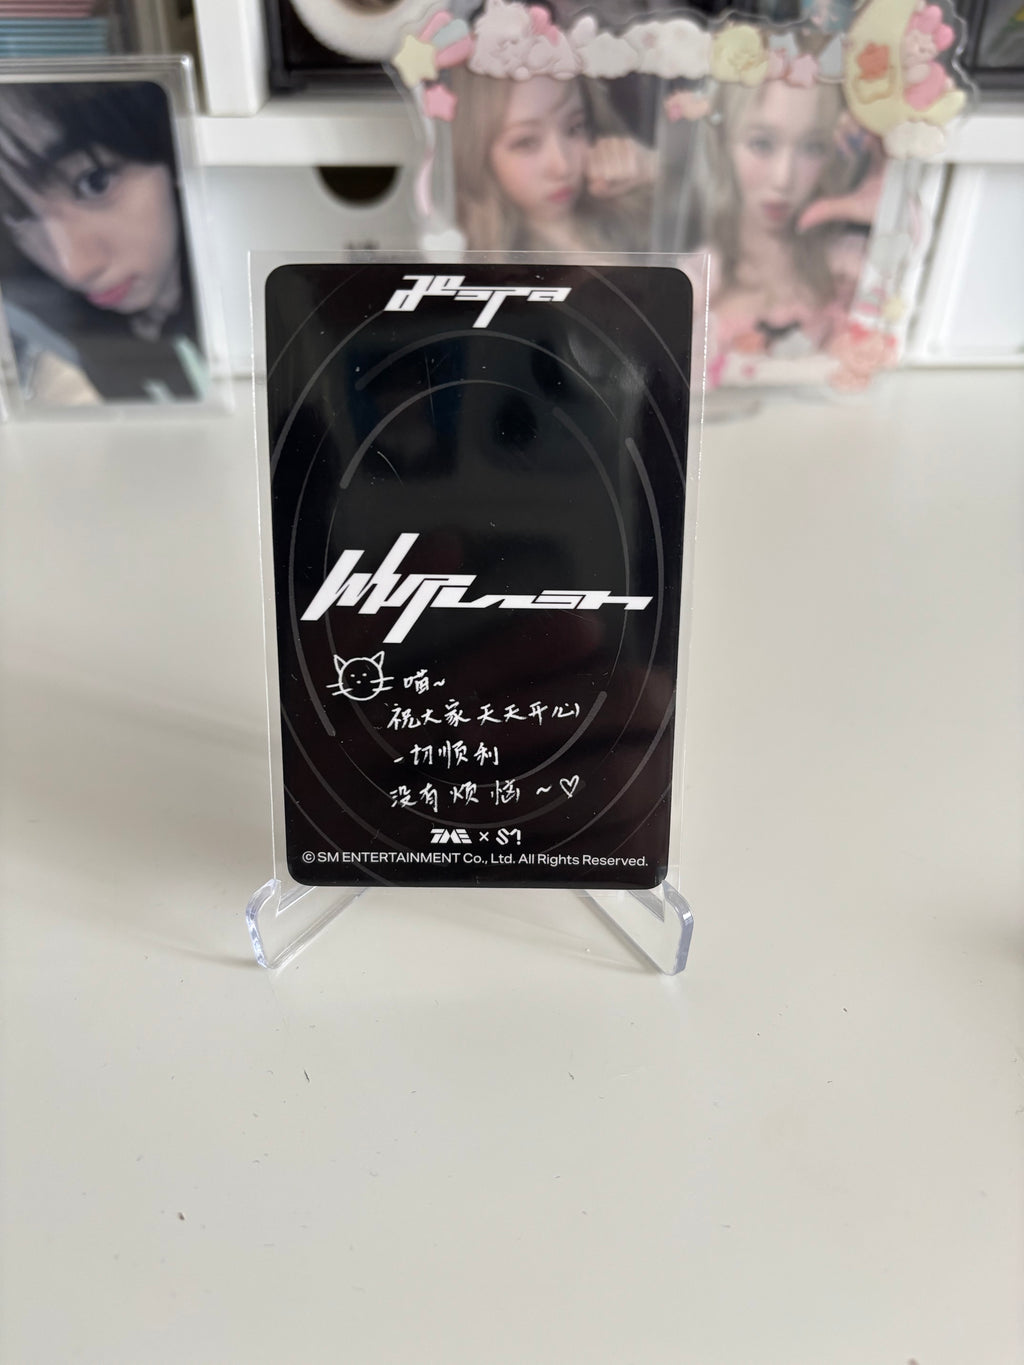 aespa
Whiplash
喵~
祝大家天天开心
一切顺利
没有烦恼~♡
TME × SM
© SM ENTERTAINMENT Co., Ltd. All Rights Reserved.